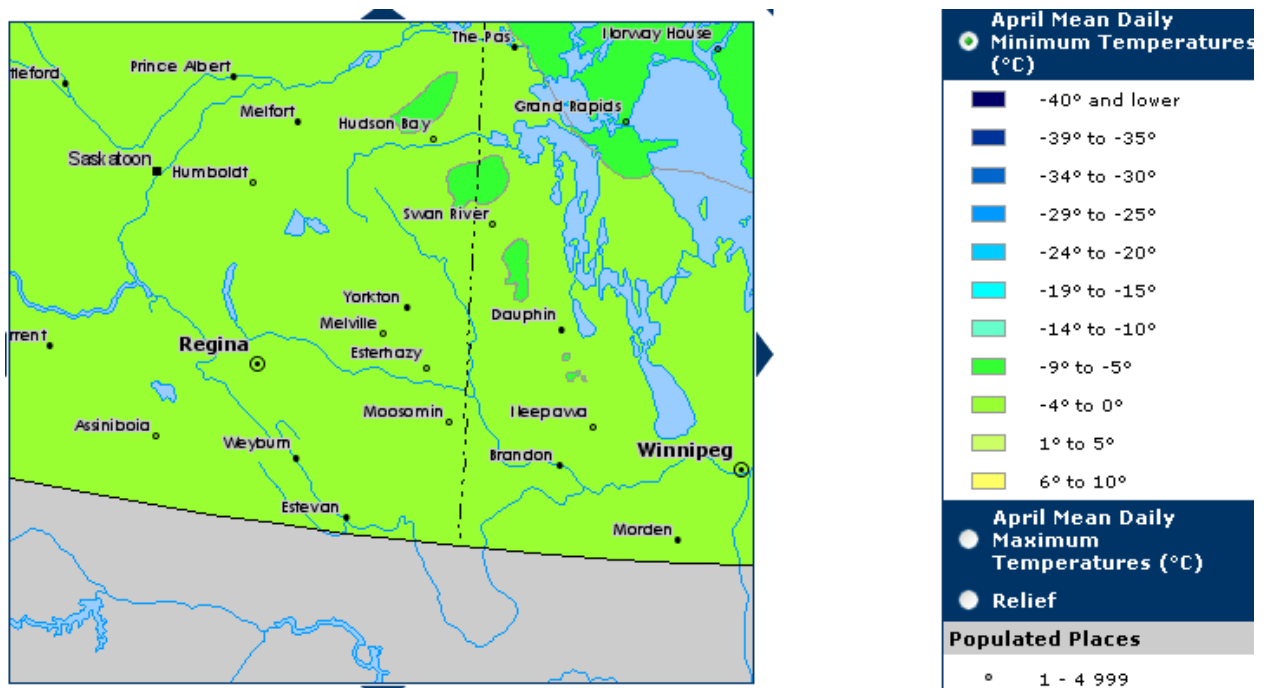 The Pas
Ilorway House
ttleford
Prince Albert
Grand Rapids
Melfort
Hudson Bay
Saskatoon
Humboldt
Swan River
Yorkton
Dauphin
Melville
rrent
Regina
Esterhazy
Moosomin
Ileepawa
Assiniboia
Weyburn
Brandon
Winnipeg
Estevan
Morden
April Mean Daily
Minimum Temperatures
(°C)
-40° and lower
-39° to -35°
-34° to -30°
-29° to -25°
-24° to -20°
-19° to -15°
-14° to -10°
-9° to -5°
-4° to 0°
1° to 5°
6° to 10°
April Mean Daily
Maximum
Temperatures (°C)
Relief
Populated Places
1 - 4 999